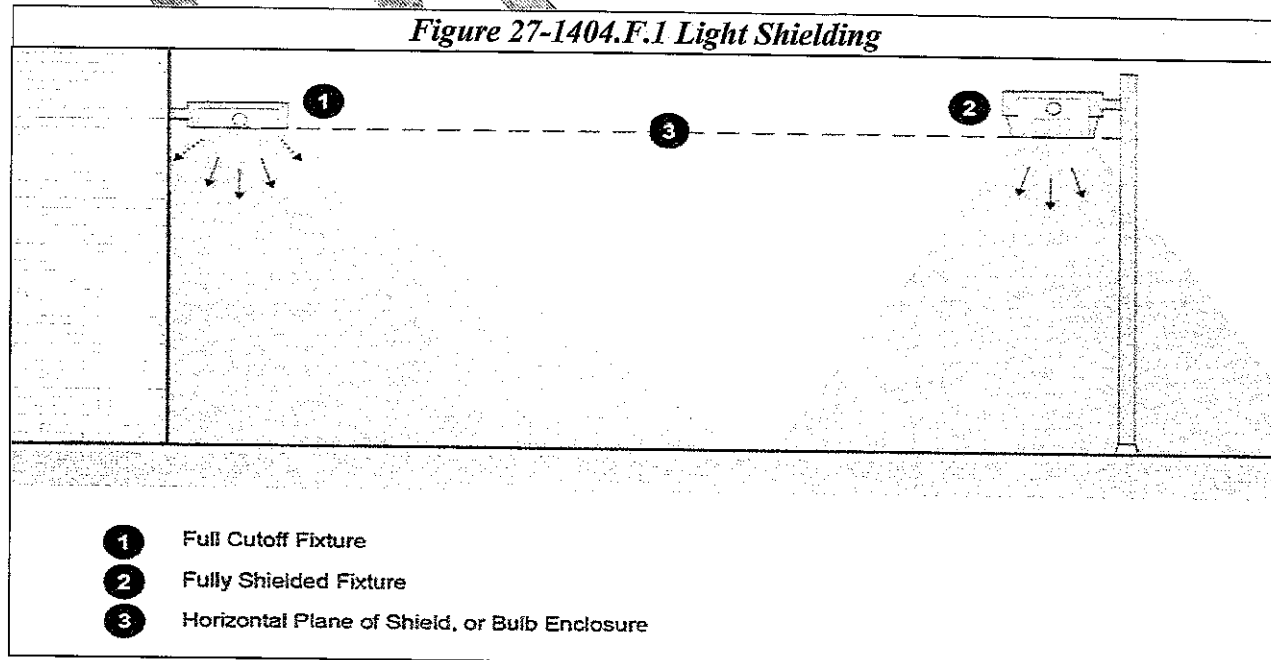 Figure 27-1404.F.1 Light Shielding
1
2
3
1 Full Cutoff Fixture
2 Fully Shielded Fixture
3 Horizontal Plane of Shield, or Bulb Enclosure